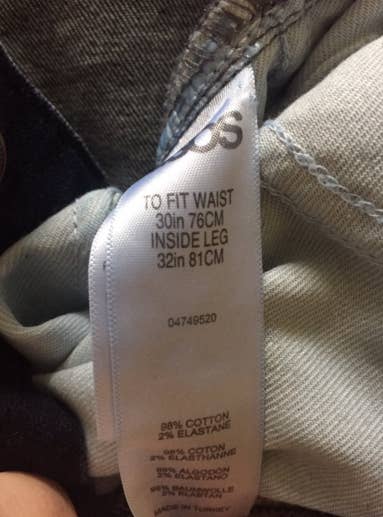 OS
TO FIT WAIST
30in 76CM
INSIDE LEG
32in 81CM
04749520
98% COTTON
2% ELASTANE
98% COTON
2% ELASTHANNE
98% ALGODON
2% ELASTANO
98% BAUMWOLLE
2% ELASTAN
MADE IN TURKEY